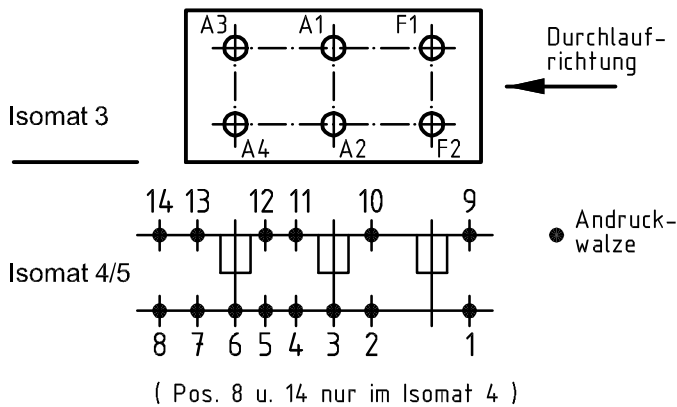 A3 A1 F1
Durchlauf-
richtung
Isomat 3
A4 A2 F2
14 13 12 11 10 9
Andruck-
walze
Isomat 4/5
8 7 6 5 4 3 2 1
( Pos. 8 u. 14 nur im Isomat 4 )